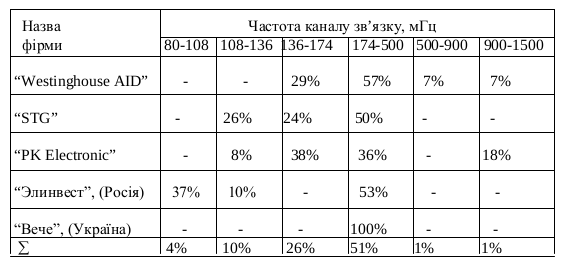 Назва Частота каналу зв’язку, мГц
фірми 80-108 108-136 136-174 174-500 500-900 900-1500
“Westinghouse AID” - - 29% 57% 7% 7%
“STG” - 26% 24% 50% - -
“PK Electronic” - 8% 38% 36% - 18%
“Элинвест”, (Росія) 37% 10% - 53% - -
“Вече”, (Україна) - - - 100% - -
∑ 4% 10% 26% 51% 1% 1%